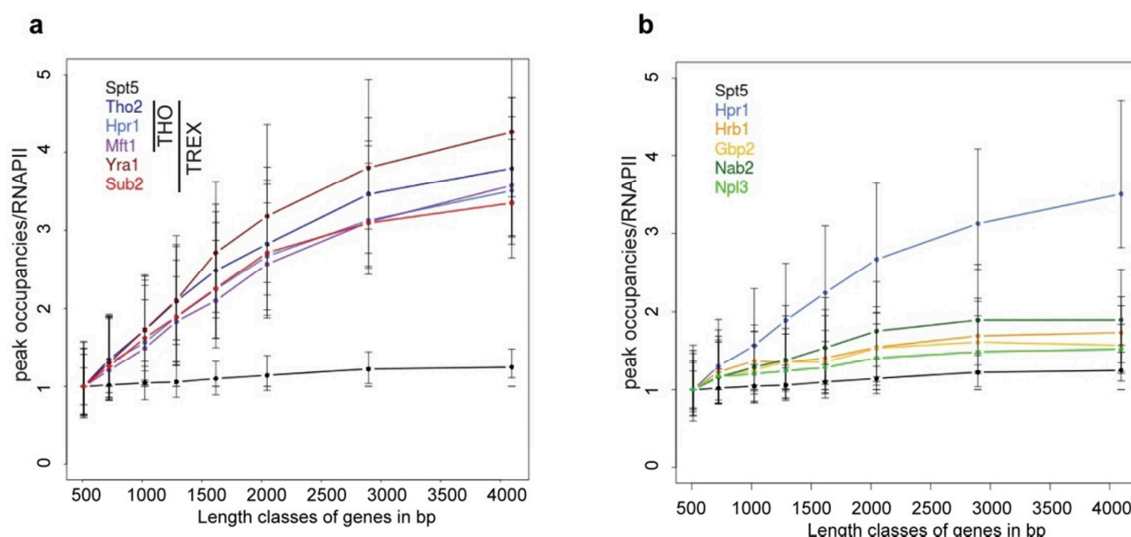 a
peak occupancies/RNAPII
5
4
3
2
1
0
Spt5
Tho2
Hpr1
Mft1
Yra1
Sub2
THO
TREX
500 1000 1500 2000 2500 3000 3500 4000
Length classes of genes in bp
b
peak occupancies/RNAPII
5
4
3
2
1
0
Spt5
Hpr1
Hrb1
Gbp2
Nab2
Npl3
500 1000 1500 2000 2500 3000 3500 4000
Length classes of genes in bp